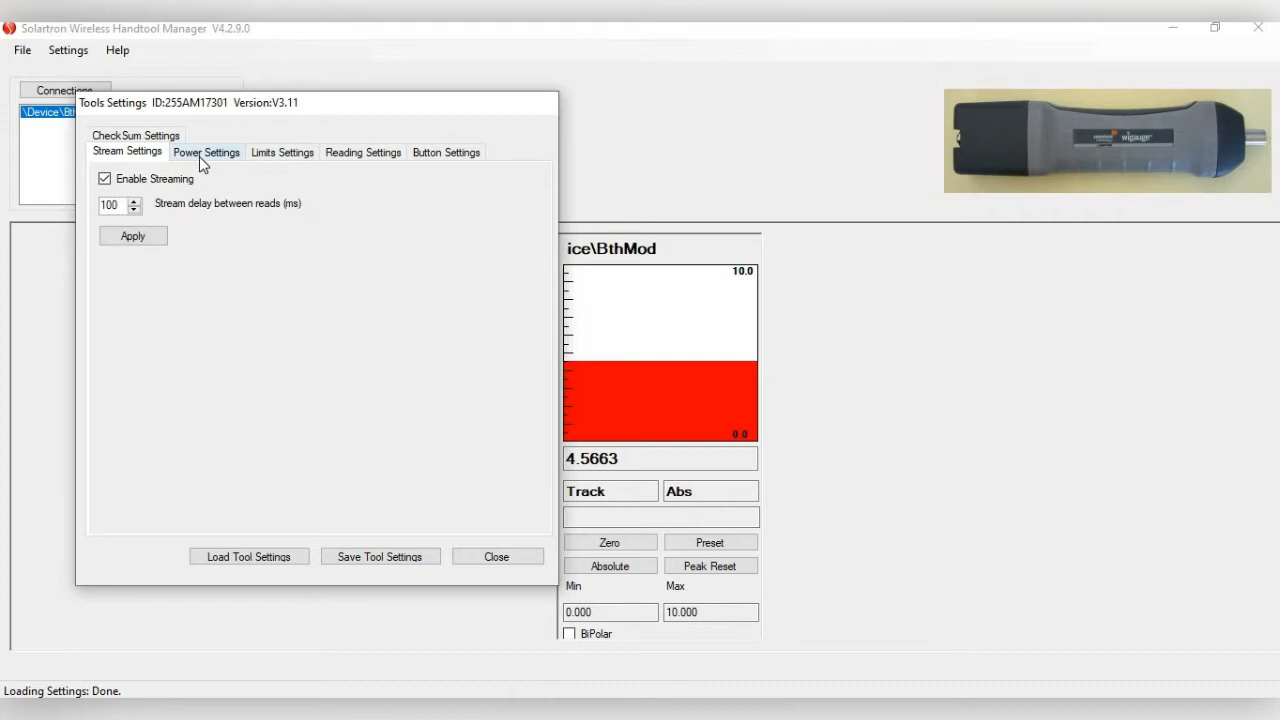 Solartron Wireless Handtool Manager V4.2.9.0
File Settings Help
Connections
\Device\Bth
Tools Settings ID:255AM17301 Version:V3.11
CheckSum Settings
Stream Settings Power Settings Limits Settings Reading Settings Button Settings
Enable Streaming
100 Stream delay between reads (ms)
Apply
Load Tool Settings Save Tool Settings Close
ice\BthMod
10.0
0.0
4.5663
Track Abs
Zero Preset
Absolute Peak Reset
Min Max
0.000 10.000
BiPolar
wigauge
Loading Settings: Done.